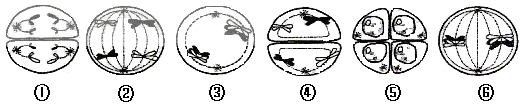 ① ② ③ ④ ⑤ ⑥